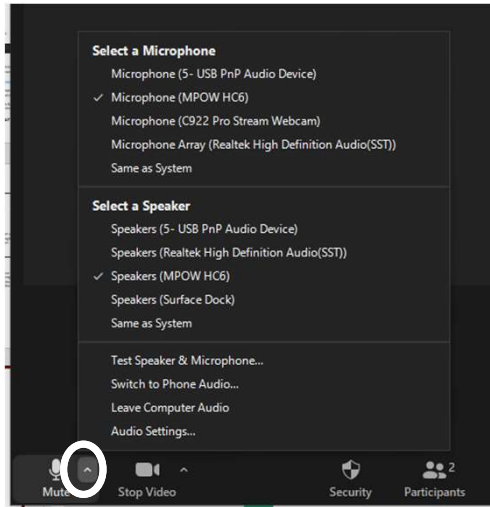 Select a Microphone
Microphone (5- USB PnP Audio Device)
Microphone (MPOW HC6)
Microphone (C922 Pro Stream Webcam)
Microphone Array (Realtek High Definition Audio(SST))
Same as System
Select a Speaker
Speakers (5- USB PnP Audio Device)
Speakers (Realtek High Definition Audio(SST))
Speakers (MPOW HC6)
Speakers (Surface Dock)
Same as System
Test Speaker & Microphone...
Switch to Phone Audio...
Leave Computer Audio
Audio Settings...
2
Mute Stop Video Security Participants